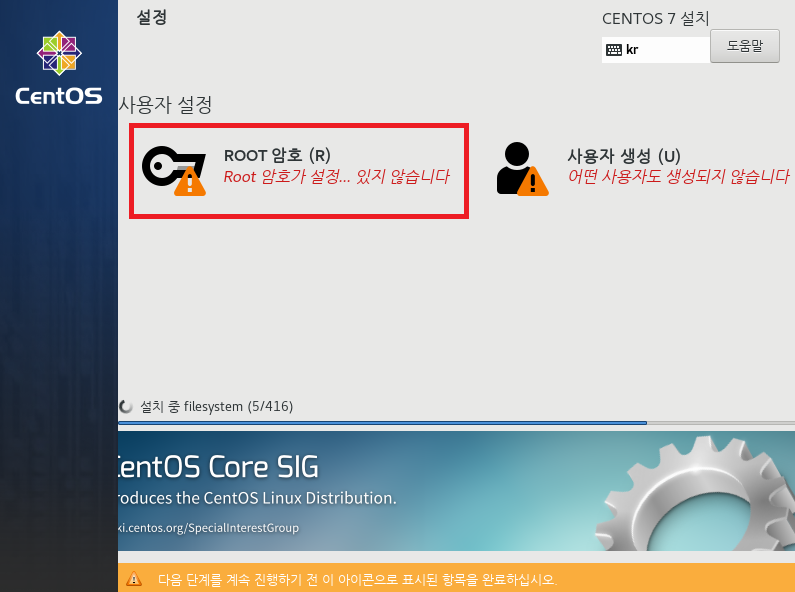 설정
CENTOS 7 설치
kr
도움말
CentOS
사용자 설정
ROOT 암호 (R)
Root 암호가 설정... 있지 않습니다
사용자 생성 (U)
어떤 사용자도 생성되지 않습니다
설치 중 filesystem (5/416)
CentOS Core SIG
roduces the CentOS Linux Distribution.
ki.centos.org/SpecialInterestGroup
다음 단계를 계속 진행하기 전 이 아이콘으로 표시된 항목을 완료하십시오.